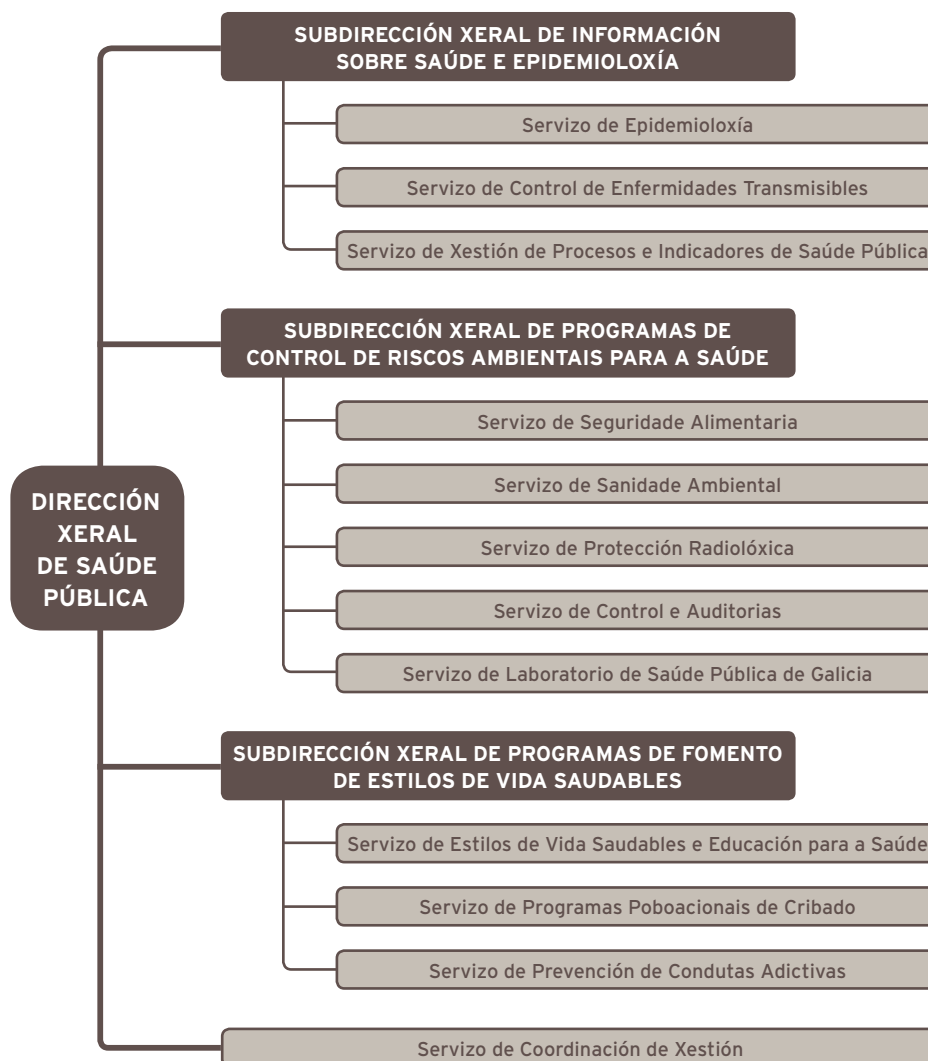 SUBDIRECCIÓN XERAL DE INFORMACIÓN
SOBRE SAÚDE E EPIDEMIOLOXÍA
Servizo de Epidemioloxía
Servizo de Control de Enfermidades Transmisibles
Servizo de Xestión de Procesos e Indicadores de Saúde Pública
SUBDIRECCIÓN XERAL DE PROGRAMAS DE
CONTROL DE RISCOS AMBIENTAIS PARA A SAÚDE
Servizo de Seguridade Alimentaria
Servizo de Sanidade Ambiental
Servizo de Protección Radiolóxica
Servizo de Control e Auditorias
Servizo de Laboratorio de Saúde Pública de Galicia
DIRECCIÓN
XERAL
DE SAÚDE
PÚBLICA
SUBDIRECCIÓN XERAL DE PROGRAMAS DE FOMENTO
DE ESTILOS DE VIDA SAUDABLES
Servizo de Estilos de Vida Saudables e Educación para a Saúde
Servizo de Programas Poboacionais de Cribado
Servizo de Prevención de Condutas Adictivas
Servizo de Coordinación de Xestión